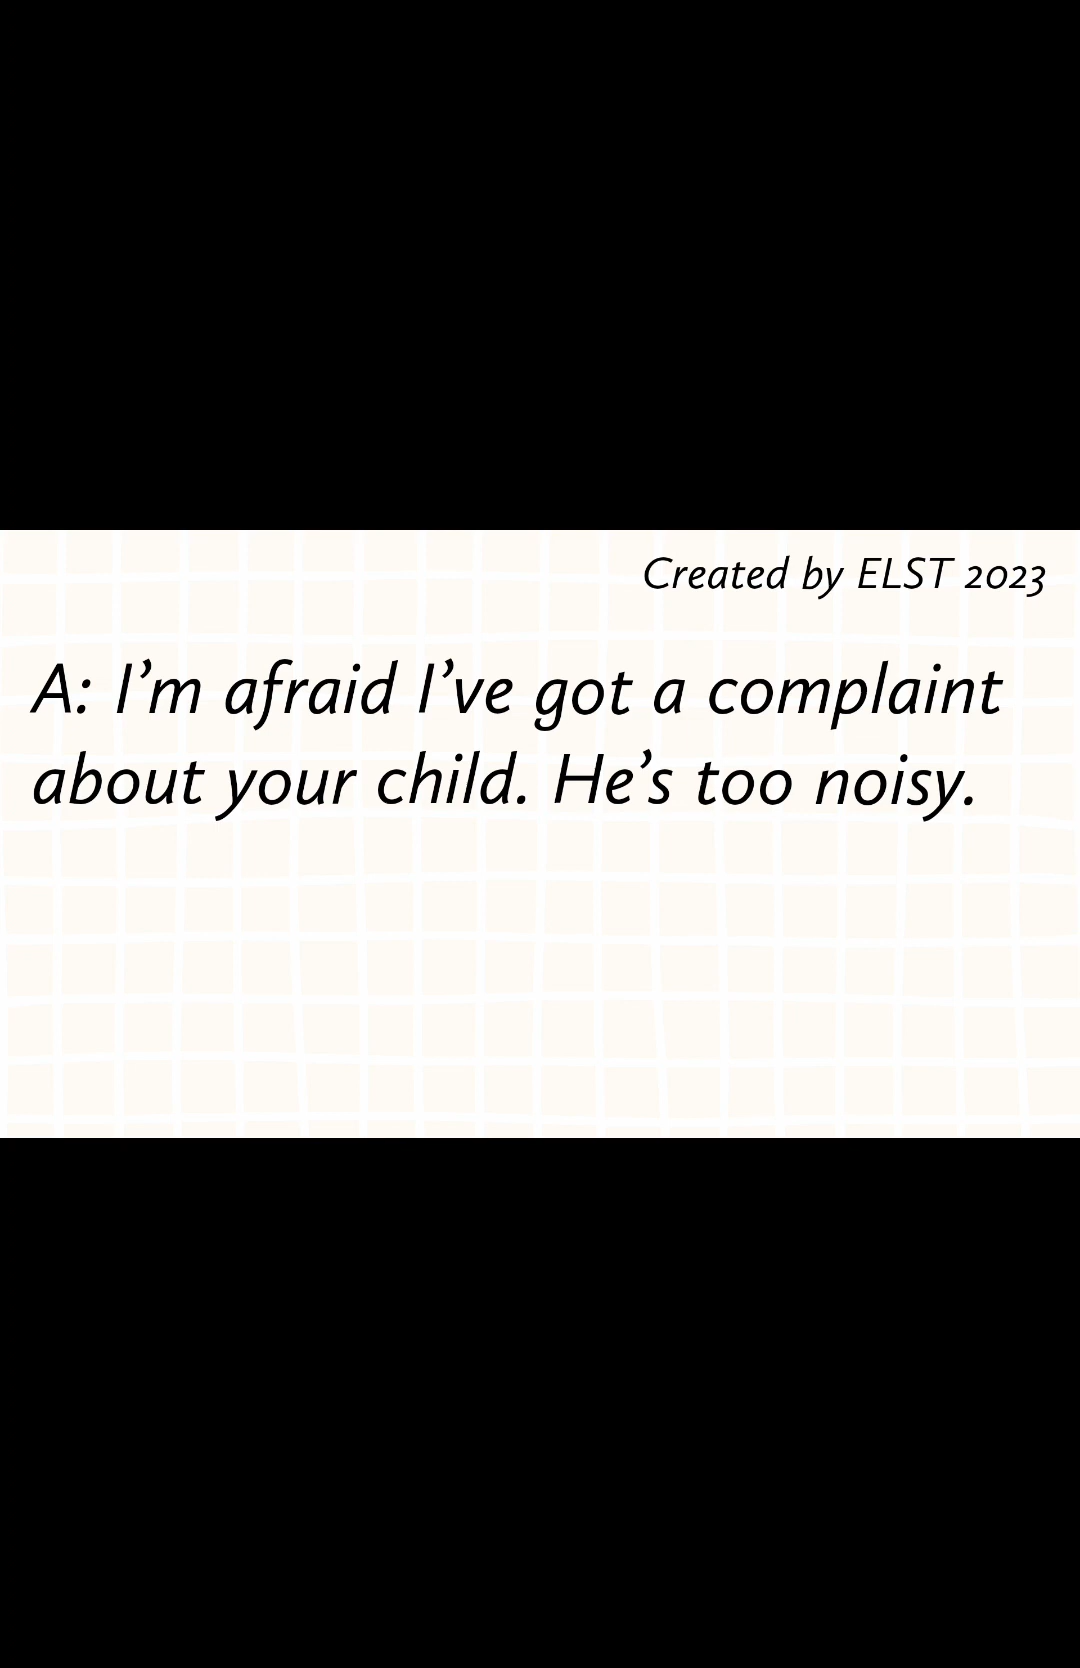 Created by ELST 2023
A: I’m afraid I’ve got a complaint
about your child. He’s too noisy.